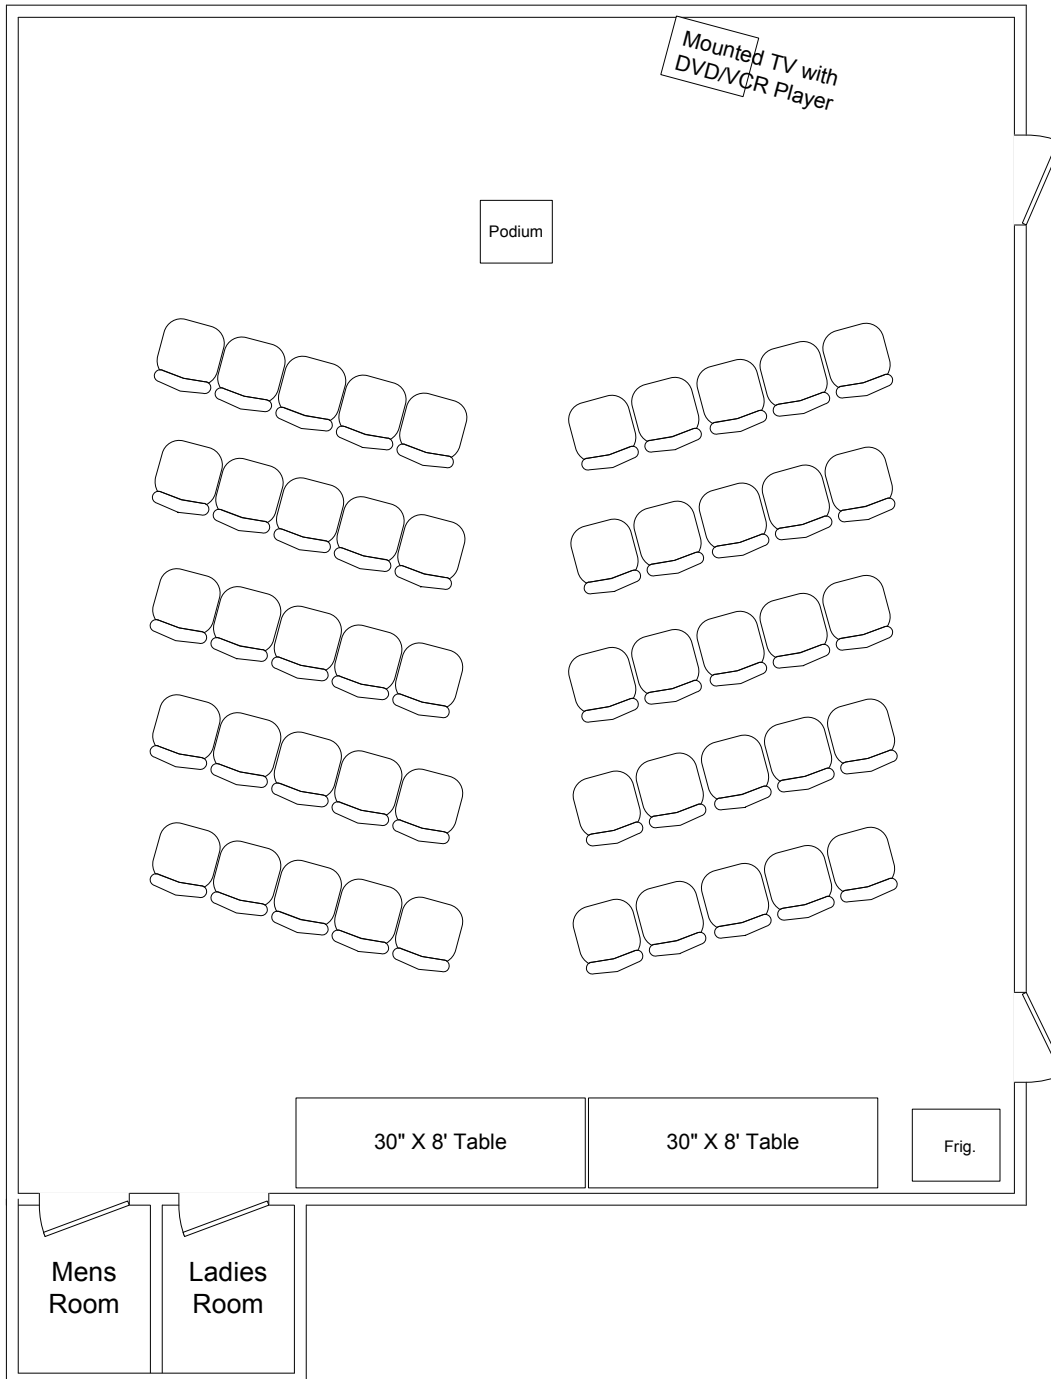 Mounted TV with
DVD/VCR Player
Podium
30" X 8' Table
30" X 8' Table
Frig.
Mens
Room
Ladies
Room